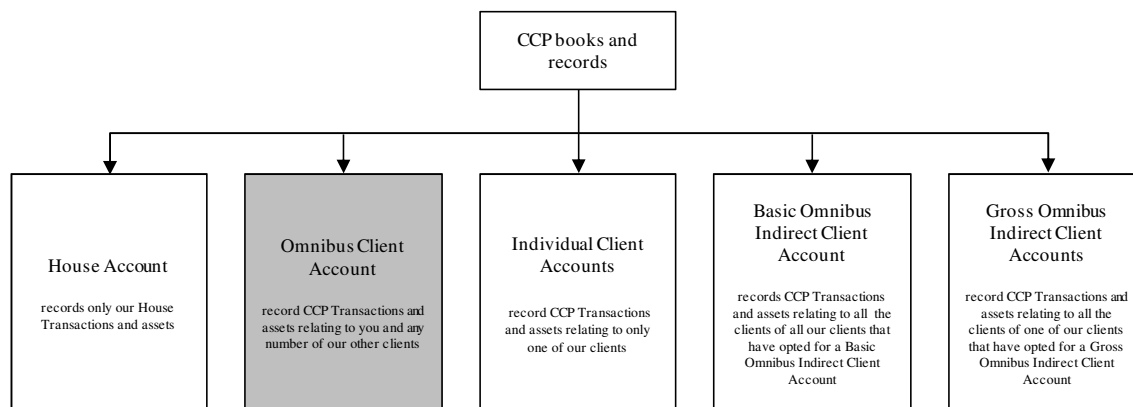 CCP books and
records
House Account
records only our House
Transactions and assets
Omnibus Client
Account
record CCP Transactions and
assets relating to you and any
number of our other clients
Individual Client
Accounts
record CCP Transactions
and assets relating to only
one of our clients
Basic Omnibus
Indirect Client
Account
records CCP Transactions
and assets relating to all the
clients of all our clients that
have opted for a Basic
Omnibus Indirect Client
Account
Gross Omnibus
Indirect Client
Accounts
record CCP Transactions and
assets relating to all the
clients of one of our clients
that have opted for a Gross
Omnibus Indirect Client
Account